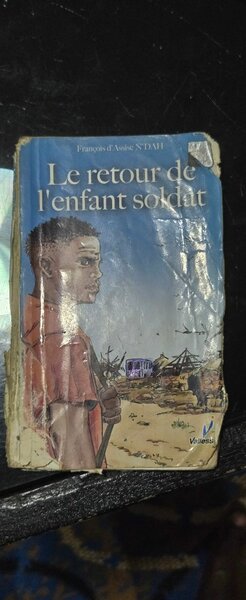 François d'Assise N'DAH
Le retour de
l'enfant soldat
Vallesse